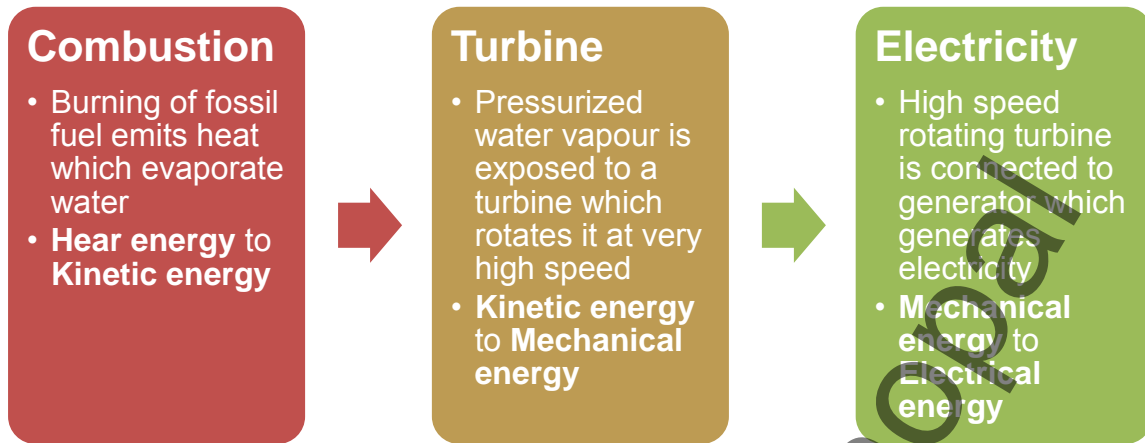 Combustion
• Burning of fossil
fuel emits heat
which evaporate
water
• Hear energy to
Kinetic energy
Turbine
• Pressurized
water vapour is
exposed to a
turbine which
rotates it at very
high speed
• Kinetic energy
to Mechanical
energy
Electricity
• High speed
rotating turbine
is connected to
generator which
generates
electricity
• Mechanical
energy to
Electrical
energy